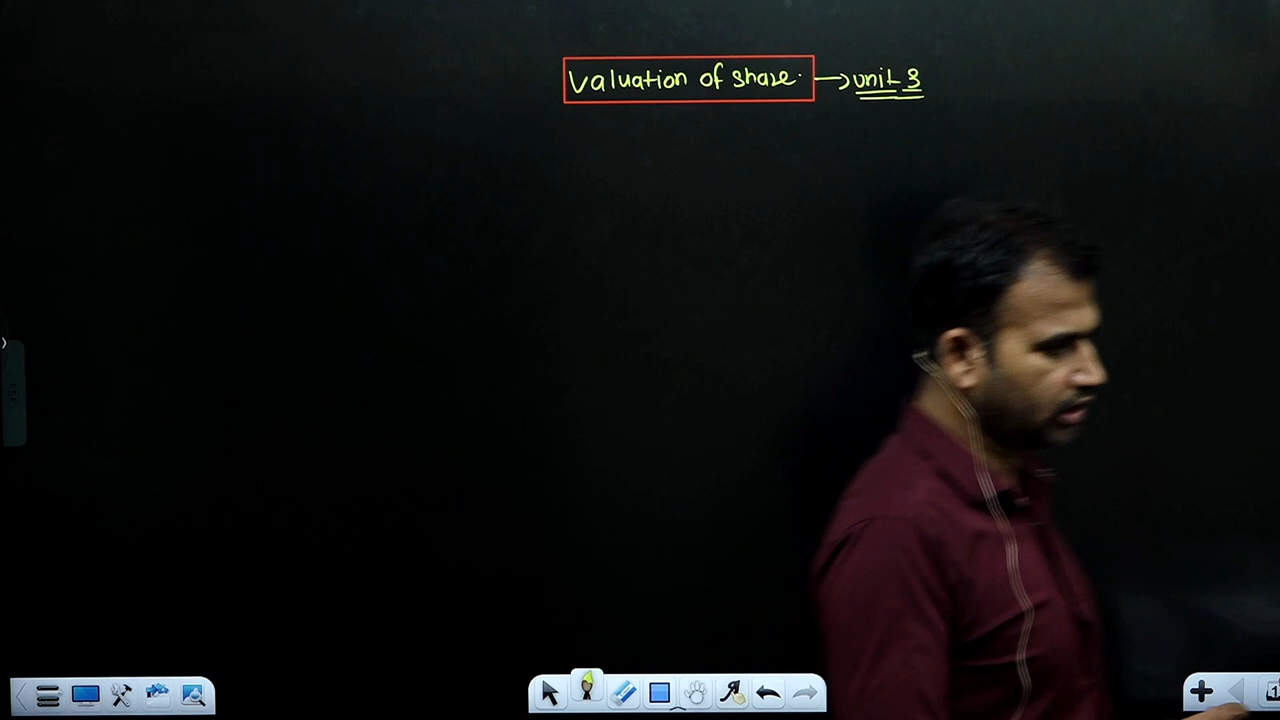 Valuation of share. → unit-3